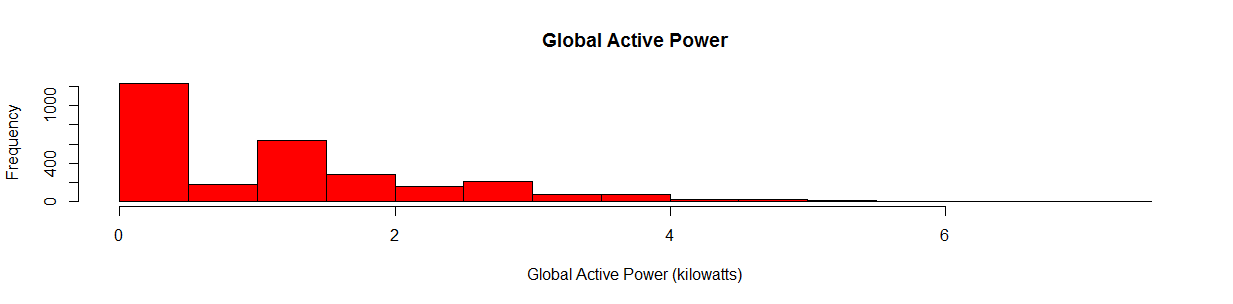 Global Active Power
Frequency
1000
400
0
0 2 4 6
Global Active Power (kilowatts)